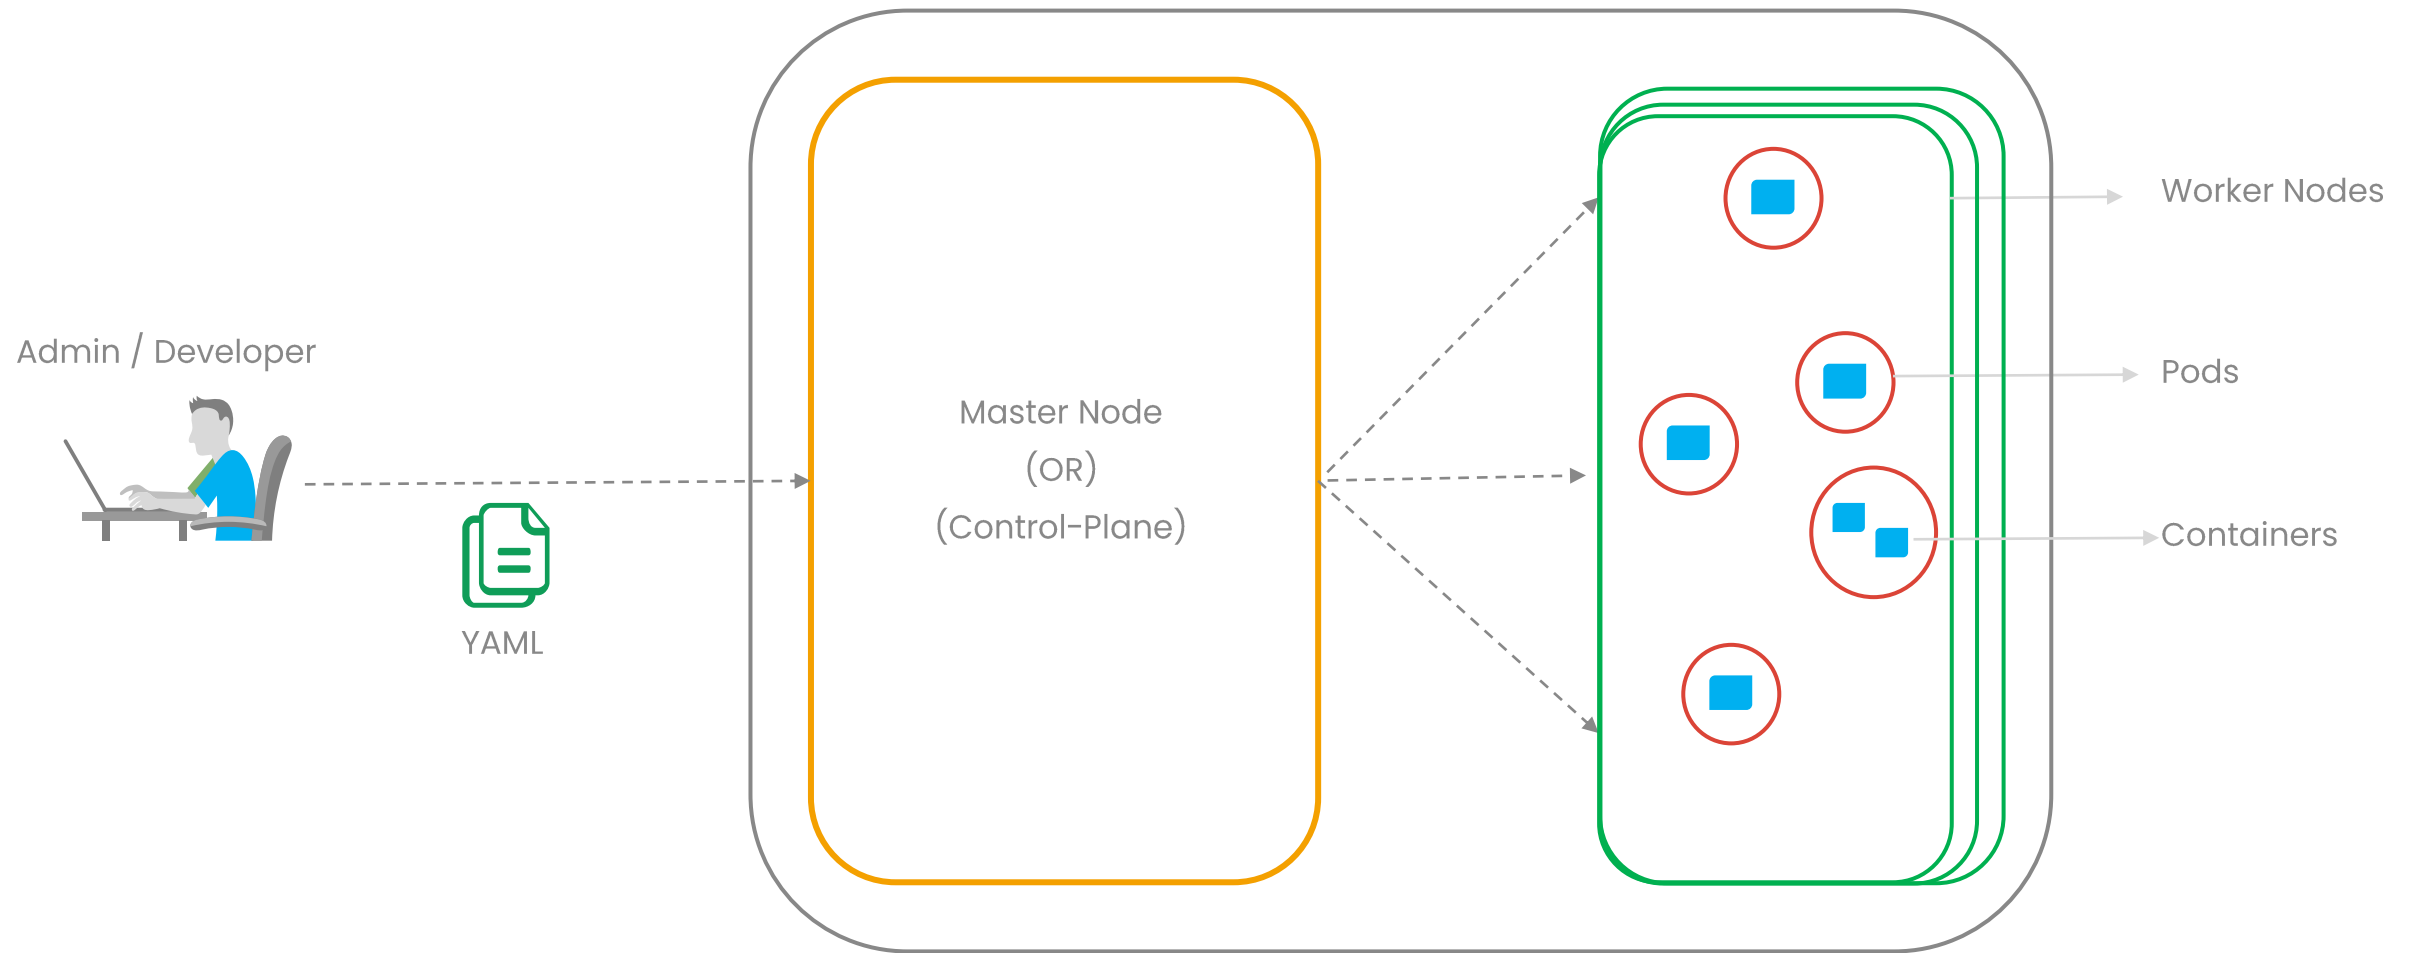 Admin / Developer
YAML
Master Node
(OR)
(Control-Plane)
Worker Nodes
Pods
Containers